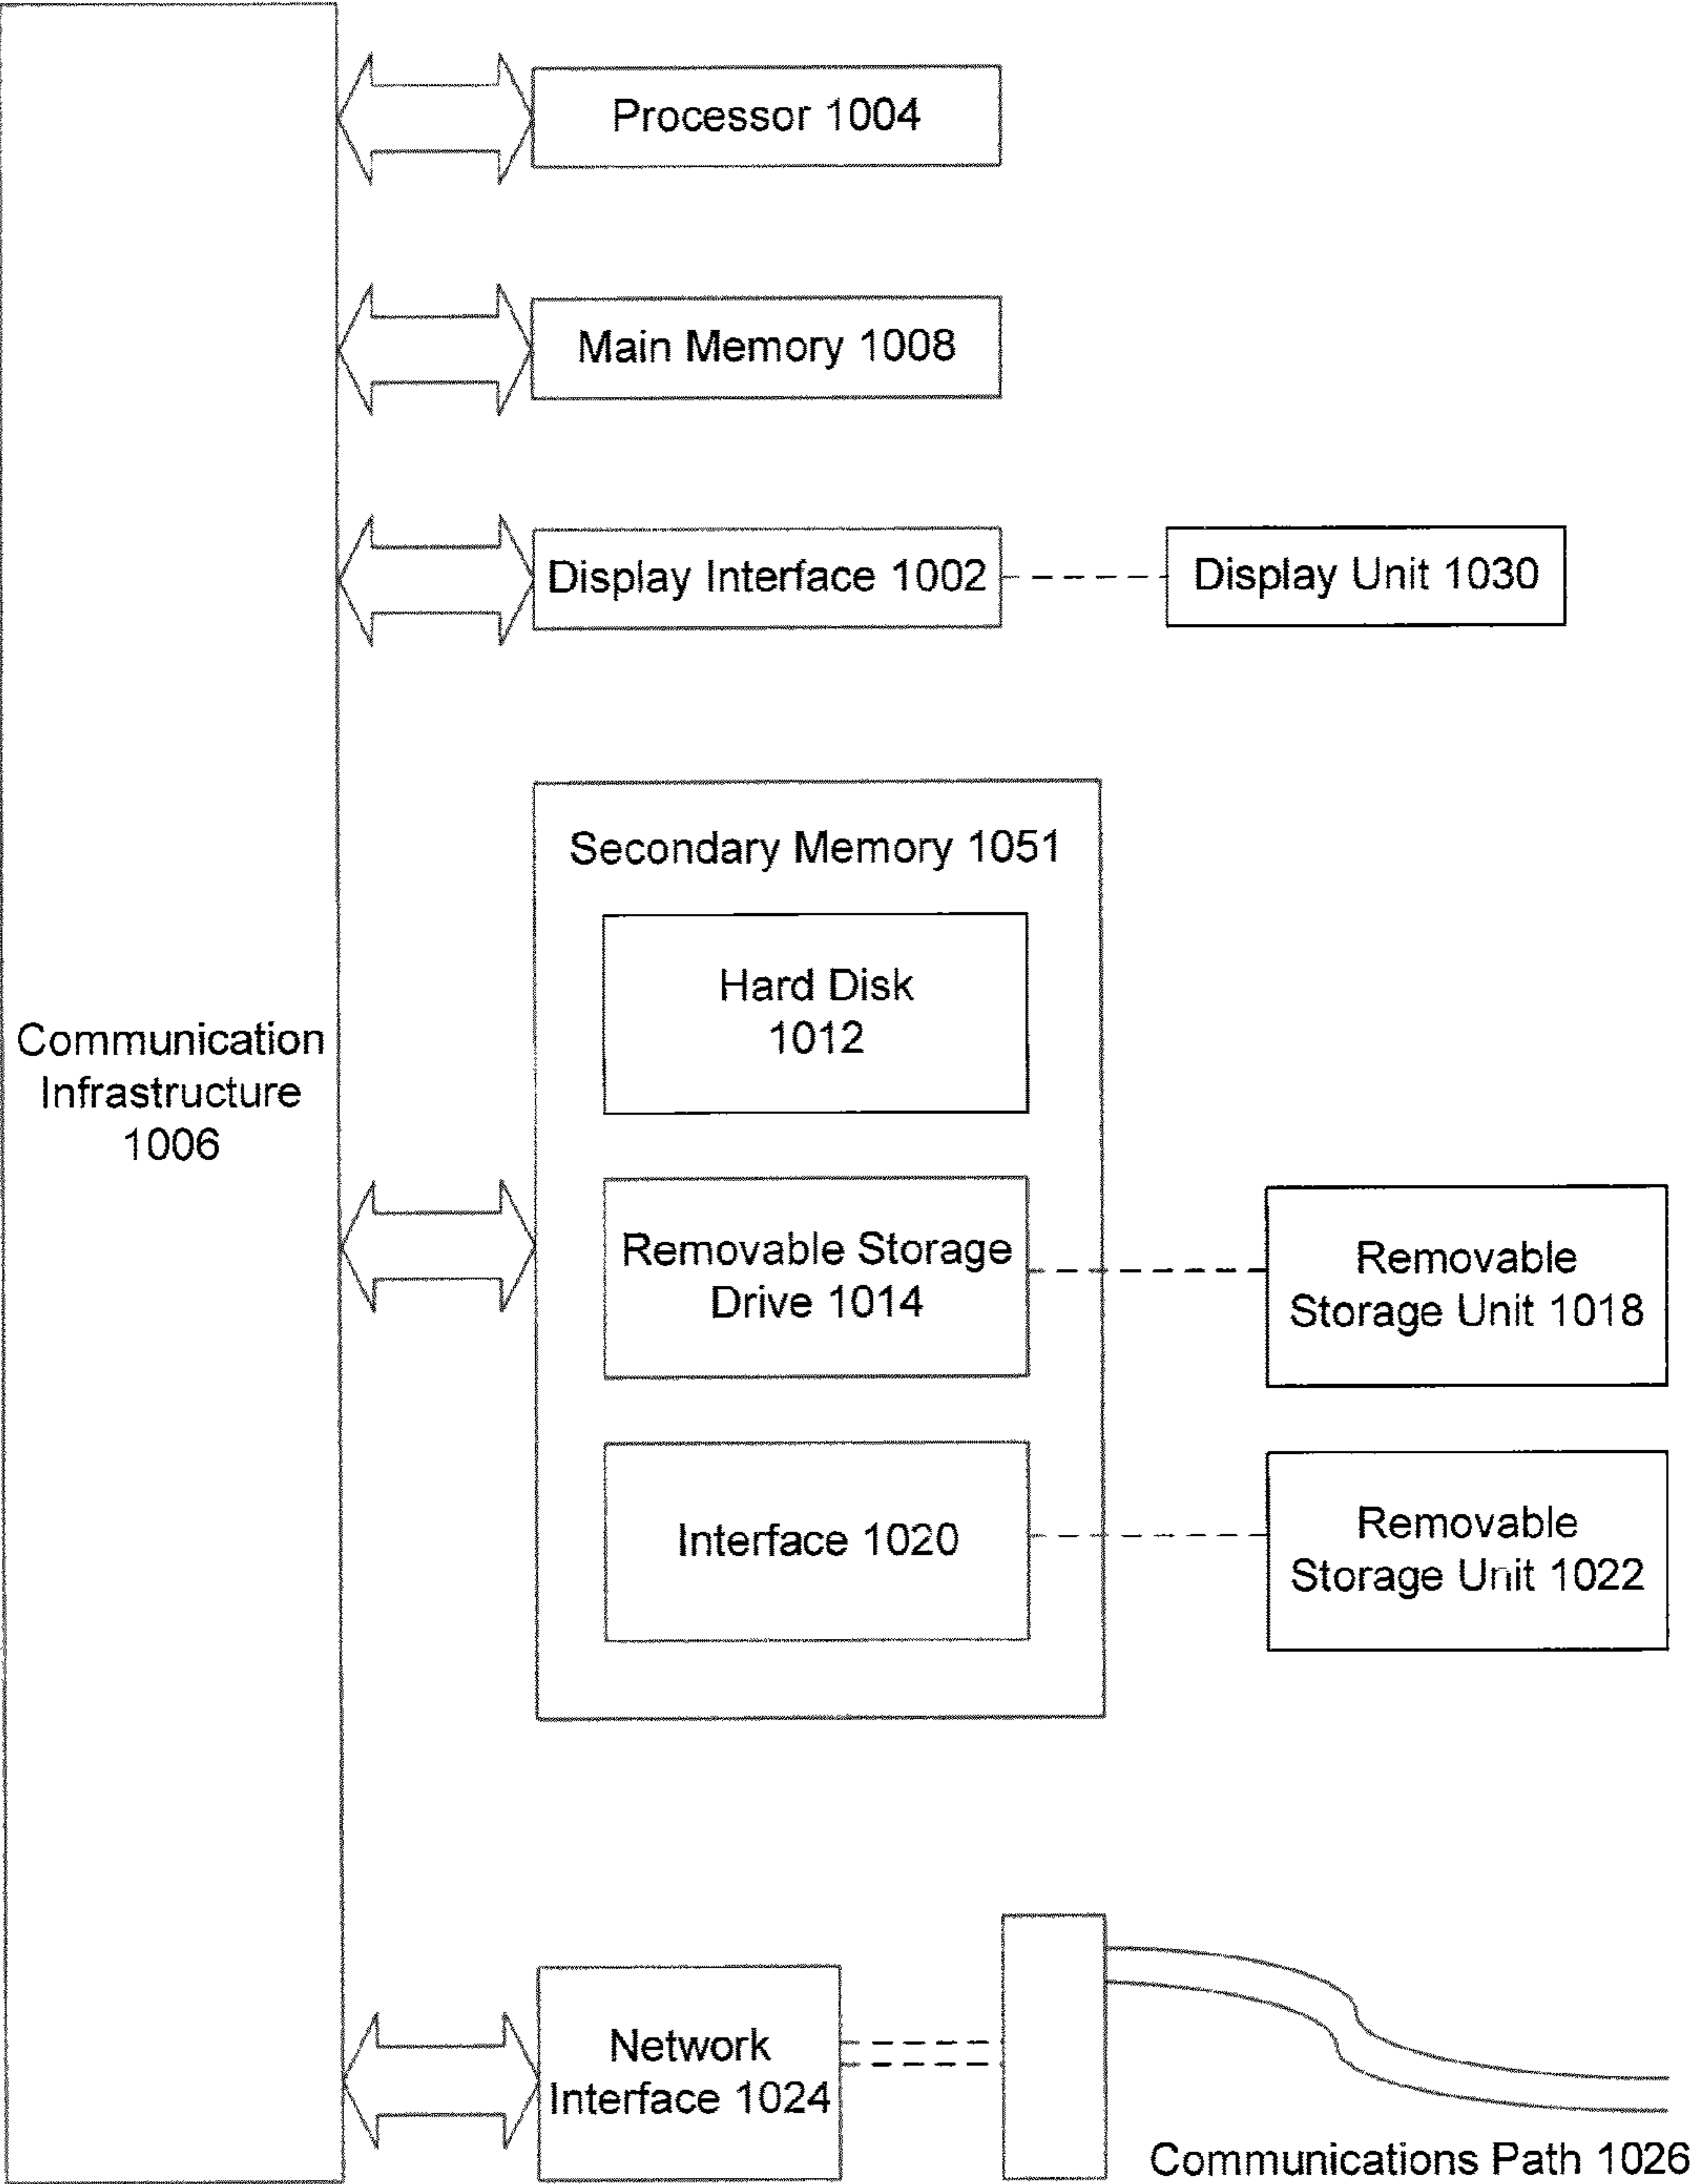 Processor 1004
Main Memory 1008
Display Interface 1002
Display Unit 1030
Secondary Memory 1051
Hard Disk
1012
Communication
Infrastructure
1006
Removable Storage
Drive 1014
Removable
Storage Unit 1018
Interface 1020
Removable
Storage Unit 1022
Network
Interface 1024
Communications Path 1026